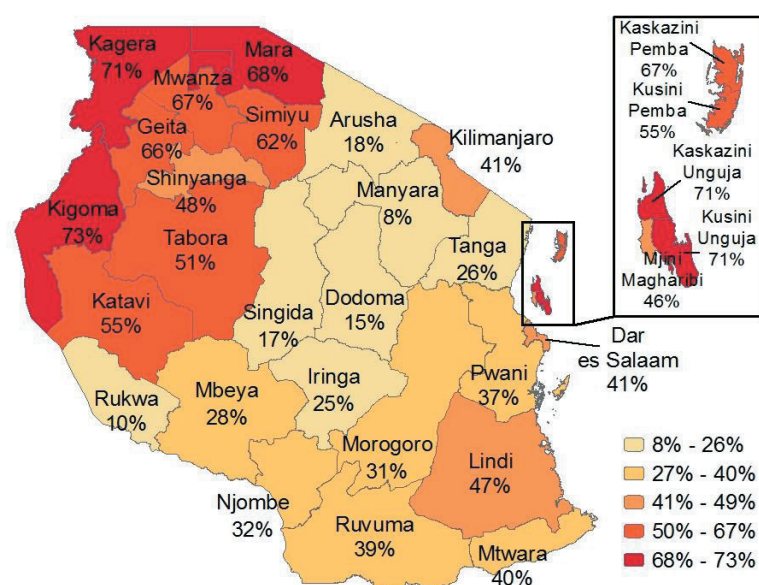 Kagera
71%
Mara
68%
Mwanza
67%
Geita
66%
Simiyu
62%
Shinyanga
48%
Arusha
18%
Kilimanjaro
41%
Manyara
8%
Kigoma
73%
Tabora
51%
Tanga
26%
Katavi
55%
Singida
17%
Dodoma
15%
Rukwa
10%
Mbeya
28%
Iringa
25%
Pwani
37%
Dar
es Salaam
41%
Morogoro
31%
Lindi
47%
Njombe
32%
Ruvuma
39%
Mtwara
40%
Kaskazini
Pemba
67%
Kusini
Pemba
55%
Kaskazini
Unguja
71%
Kusini
Unguja
71%
Mjini
Magharibi
46%
8% - 26%
27% - 40%
41% - 49%
50% - 67%
68% - 73%